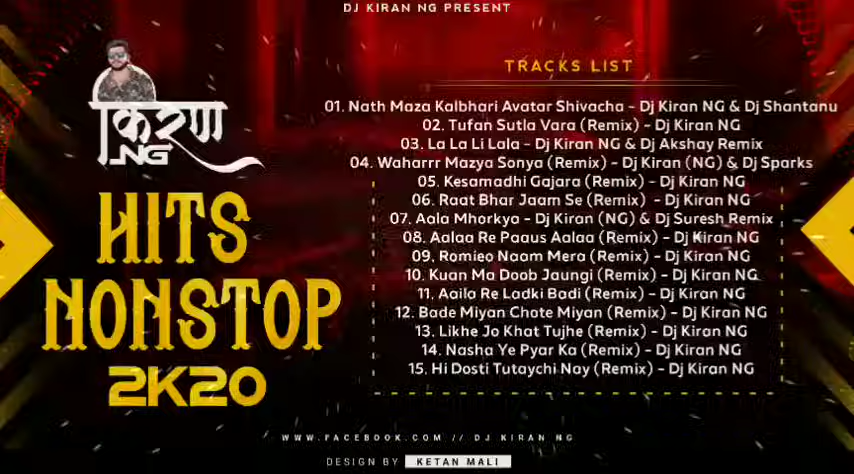 DJ KIRAN NG PRESENT
किरण
NG
HITS
NONSTOP
2K20
TRACKS LIST
01. Nath Maza Kalbhari Avatar Shivacha - Dj Kiran NG & Dj Shantanu
02. Tufan Sutla Vara (Remix) - Dj Kiran NG
03. La La Li Lala - Dj Kiran NG & Dj Akshay Remix
04. Waharrr Mazya Sonya (Remix) - Dj Kiran (NG) & Dj Sparks
05. Kesamadhi Gajara (Remix) - Dj Kiran NG
06. Raat Bhar Jaam Se (Remix) - Dj Kiran NG
07. Aala Mhorkya - Dj Kiran (NG) & Dj Suresh Remix
08. Aalaa Re Paaus Aalaa (Remix) - Dj Kiran NG
09. Romieo Naam Mera (Remix) - Dj Kiran NG
10. Kuan Ma Doob Jaungi (Remix) - Dj Kiran NG
11. Aaila Re Ladki Badi (Remix) - Dj Kiran NG
12. Bade Miyan Chote Miyan (Remix) - Dj Kiran NG
13. Likhe Jo Khat Tujhe (Remix) - Dj Kiran NG
14. Nasha Ye Pyar Ka (Remix) - Dj Kiran NG
15. Hi Dosti Tutaychi Nay (Remix) - Dj Kiran NG
WWW.FACEBOOK.COM // DJ KIRAN NG
DESIGN BY KETAN MALI